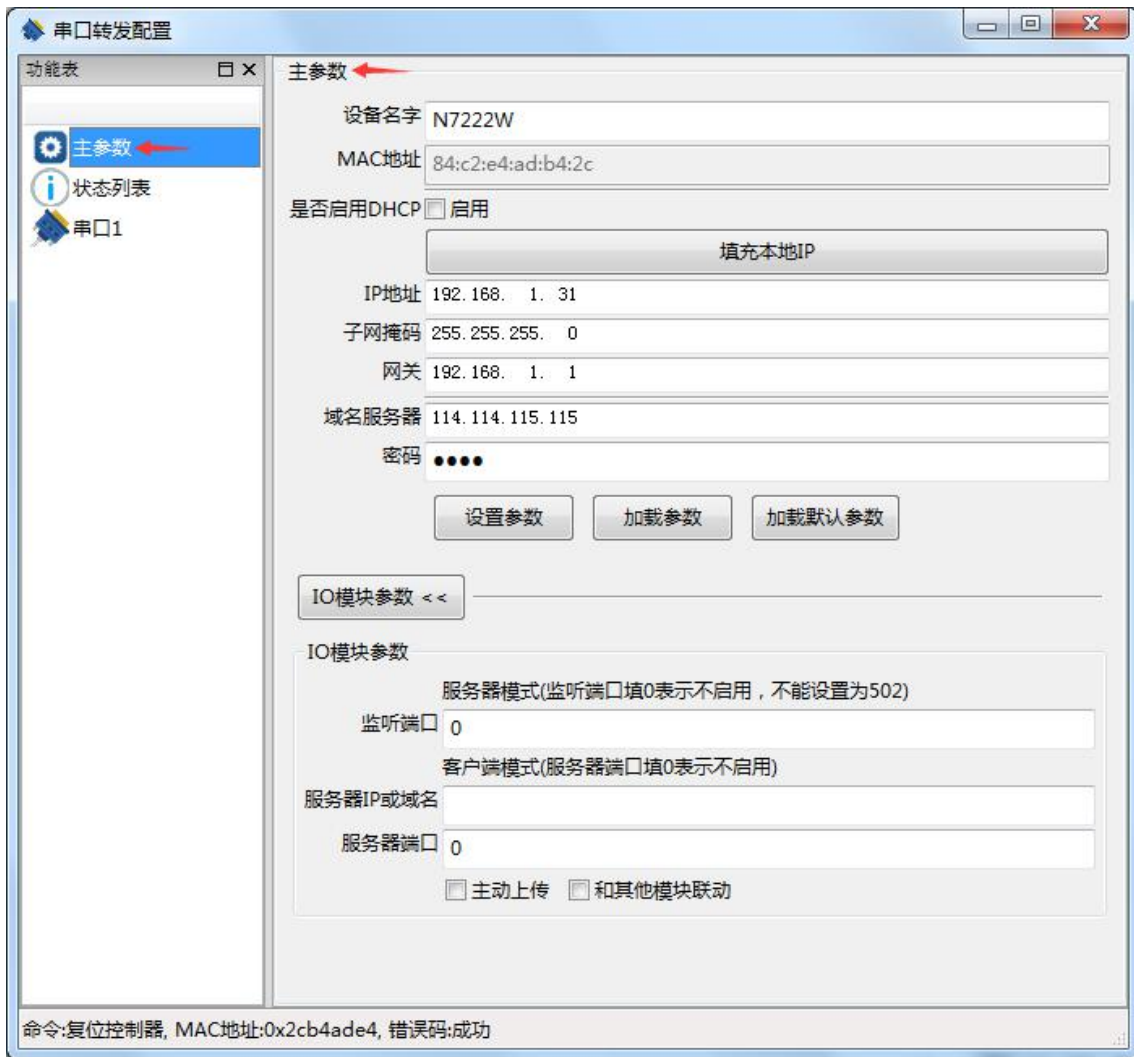 串口转发配置
功能表
主参数
状态列表
串口1
主参数
设备名字 N7222W
MAC地址 84:c2:e4:ad:b4:2c
是否启用DHCP 启用
填充本地IP
IP地址 192.168. 1. 31
子网掩码 255.255.255. 0
网关 192.168. 1. 1
域名服务器 114.114.115.115
密码 ●●●●
设置参数 加载参数 加载默认参数
IO模块参数 <<
IO模块参数
服务器模式(监听端口填0表示不启用，不能设置为502)
监听端口 0
客户端模式(服务器端口填0表示不启用)
服务器IP或域名
服务器端口 0
主动上传 和其他模块联动
命令:复位控制器, MAC地址:0x2cb4ade4, 错误码:成功